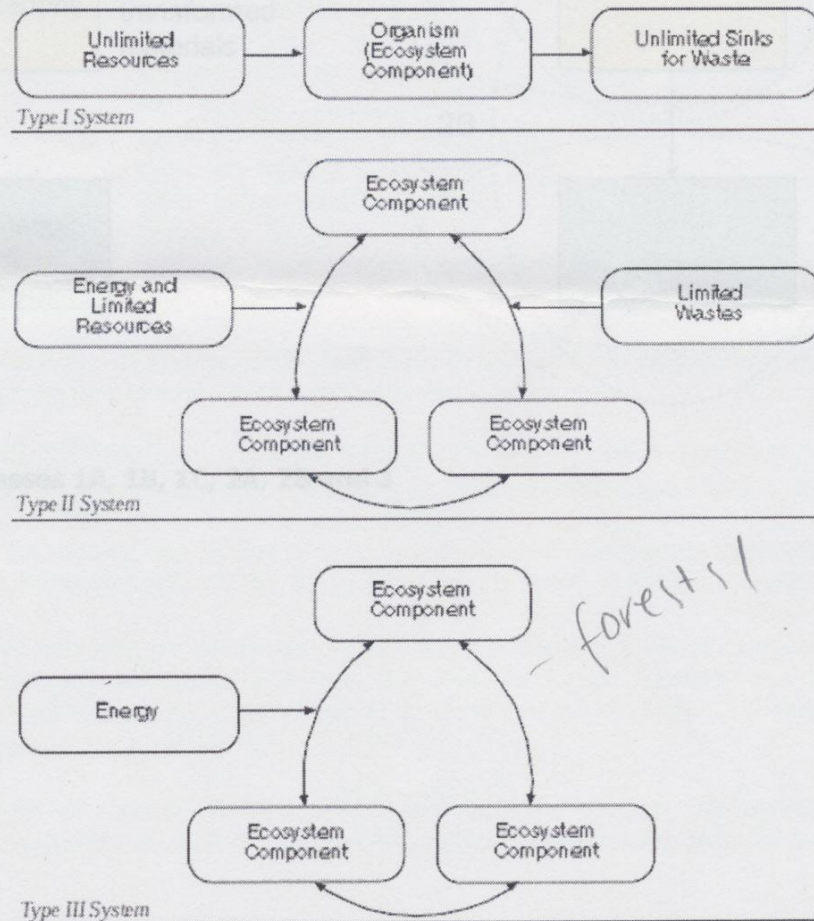 Unlimited
Resources
Organism
(Ecosystem
Component)
Unlimited Sinks
for Waste
Type I System
Ecosystem
Component
Energy and
Limited
Resources
Limited
Wastes
Ecosystem
Component
Ecosystem
Component
Type II System
Ecosystem
Component
- forests!
Energy
Ecosystem
Component
Ecosystem
Component
Type III System